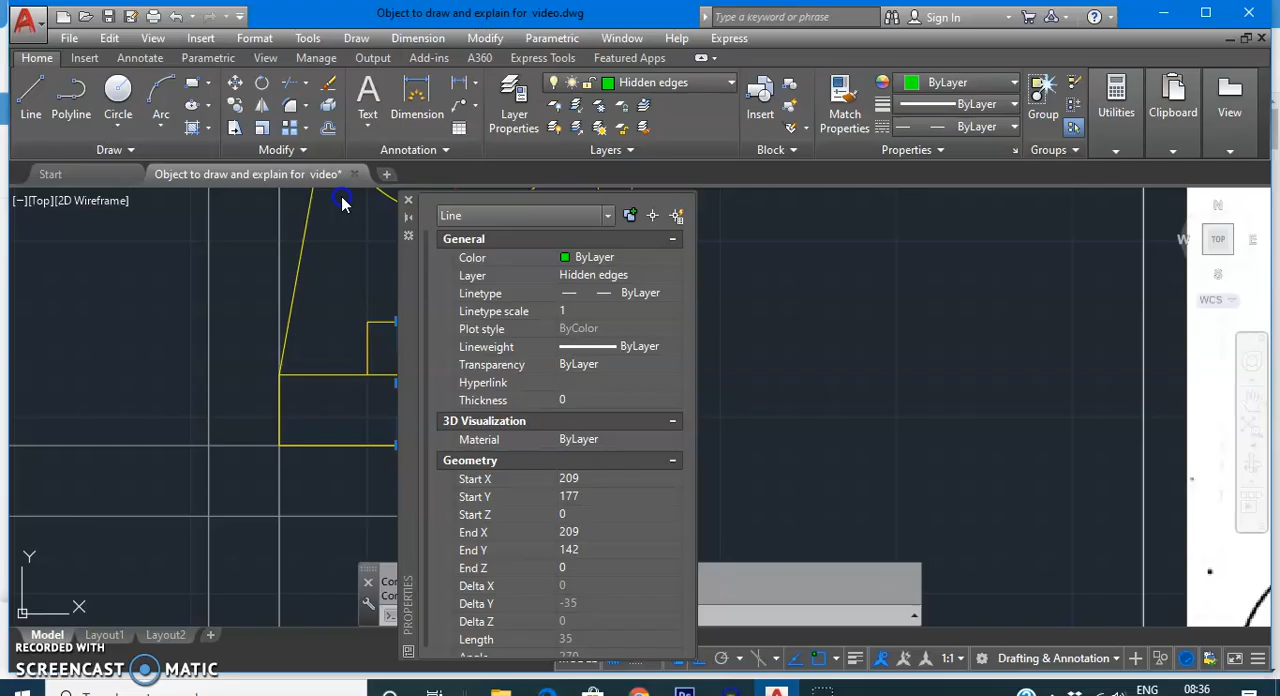 Object to draw and explain for video.dwg
Type a keyword or phrase
Sign In
File Edit View Insert Format Tools Draw Dimension Modify Parametric Window Help Express
Home Insert Annotate Parametric View Manage Output Add-ins A360 Express Tools Featured Apps
Hidden edges
ByLayer
ByLayer
ByLayer
Line Polyline Circle Arc Text Dimension Layer Properties Insert Match Properties Group Utilities Clipboard View
Draw Modify Annotation Layers Block Properties Groups
Start Object to draw and explain for video*
[−][Top][2D Wireframe]
N
W TOP E
S
WCS
Line
General
Color ByLayer
Layer Hidden edges
Linetype ByLayer
Linetype scale 1
Plot style ByColor
Lineweight ByLayer
Transparency ByLayer
Hyperlink
Thickness 0
3D Visualization
Material ByLayer
Geometry
Start X 209
Start Y 177
Start Z 0
End X 209
End Y 142
End Z 0
Delta X 0
Delta Y -35
Delta Z 0
Length 35
PROPERTIES
Y
X
Model Layout1 Layout2
1:1 Drafting & Annotation
RECORDED WITH
SCREENCAST MATIC
ENG
08:36